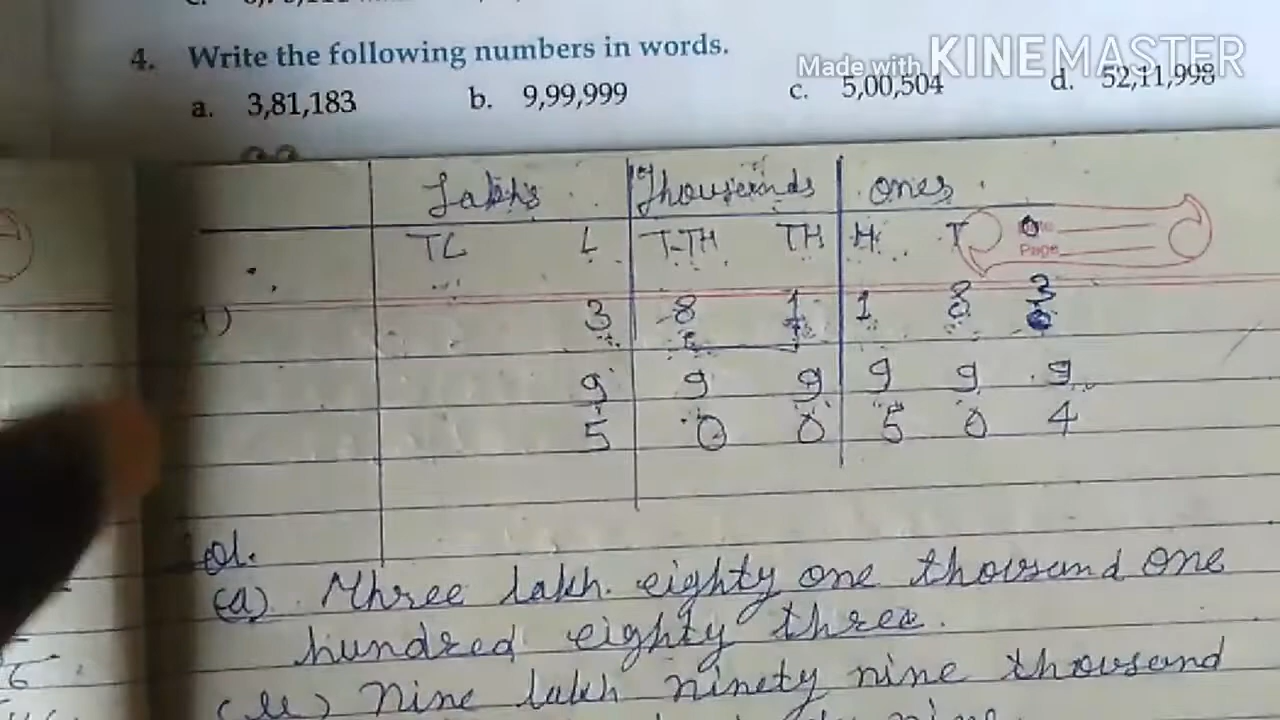 4. Write the following numbers in words.
Made with KINEMASTER
a. 3,81,183 b. 9,99,999 c. 5,00,504 d. 52,11,998
Lakhs Thousands ones
TL L T-TH TH H T O
Page
3 8 1 1 8 3
9 9 9 9 9 9
5 0 0 5 0 4
Sol.
(a) Three lakh eighty one thousand one
hundred eighty three.
Nine lakh ninety nine thousand
nine